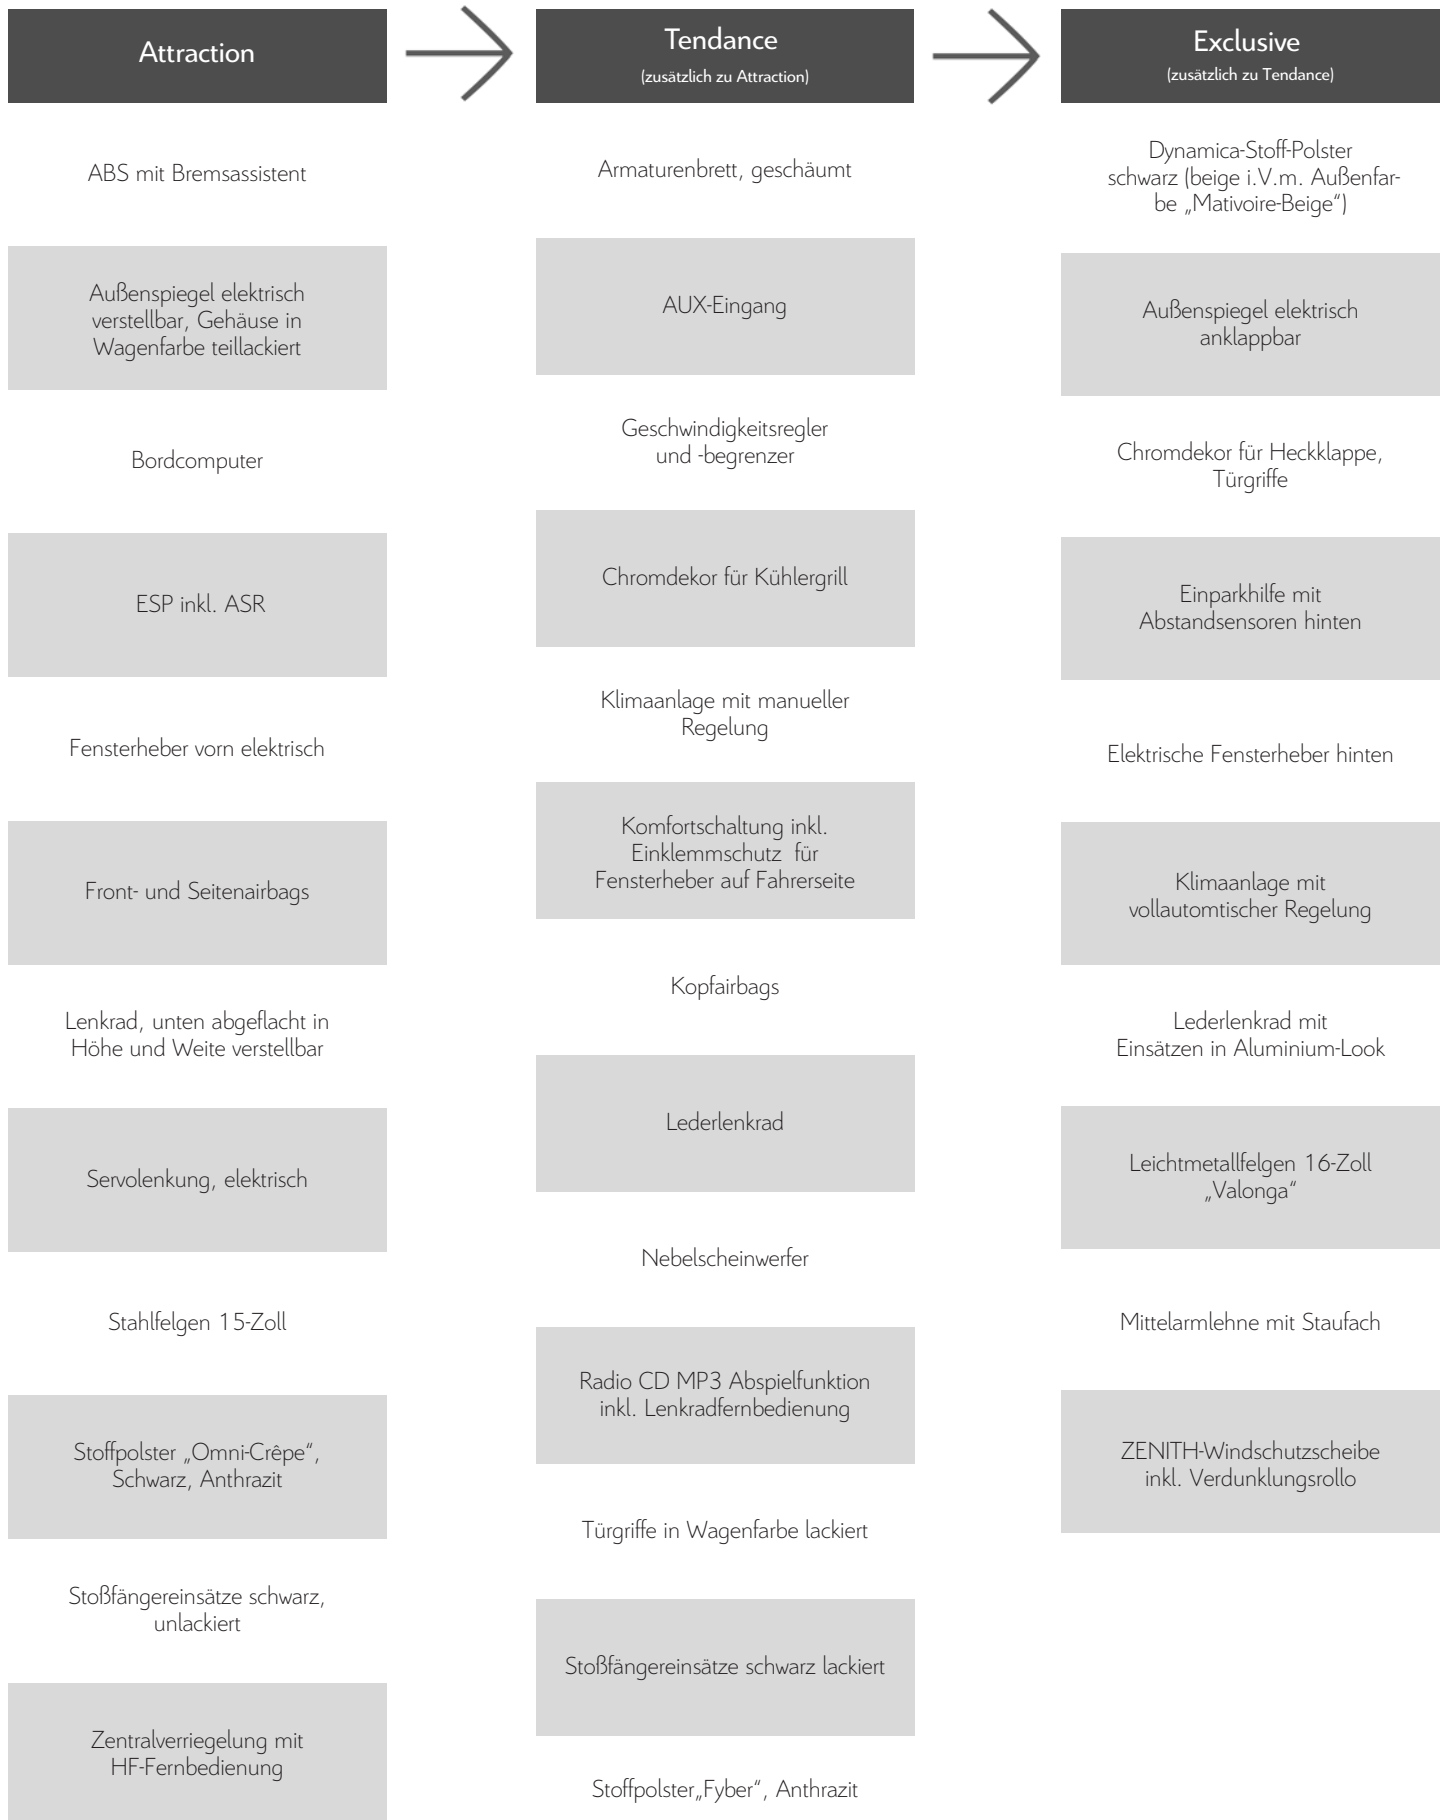 Attraction
ABS mit Bremsassistent
Außenspiegel elektrisch
verstellbar, Gehäuse in
Wagenfarbe teillackiert
Bordcomputer
ESP inkl. ASR
Fensterheber vorn elektrisch
Front- und Seitenairbags
Lenkrad, unten abgeflacht in
Höhe und Weite verstellbar
Servolenkung, elektrisch
Stahlfelgen 15-Zoll
Stoffpolster „Omni-Crêpe“,
Schwarz, Anthrazit
Stoßfängereinsätze schwarz,
unlackiert
Zentralverriegelung mit
HF-Fernbedienung
Tendance
(zusätzlich zu Attraction)
Armaturenbrett, geschäumt
AUX-Eingang
Geschwindigkeitsregler
und -begrenzer
Chromdekor für Kühlergrill
Klimaanlage mit manueller
Regelung
Komfortschaltung inkl.
Einklemmschutz für
Fensterheber auf Fahrerseite
Kopfairbags
Lederlenkrad
Nebelscheinwerfer
Radio CD MP3 Abspielfunktion
inkl. Lenkradfernbedienung
Türgriffe in Wagenfarbe lackiert
Stoßfängereinsätze schwarz lackiert
Stoffpolster„Fyber“, Anthrazit
Exclusive
(zusätzlich zu Tendance)
Dynamica-Stoff-Polster
schwarz (beige i.V.m. Außenfar-
be „Mativoire-Beige“)
Außenspiegel elektrisch
anklappbar
Chromdekor für Heckklappe,
Türgriffe
Einparkhilfe mit
Abstandsensoren hinten
Elektrische Fensterheber hinten
Klimaanlage mit
vollautomtischer Regelung
Lederlenkrad mit
Einsätzen in Aluminium-Look
Leichtmetallfelgen 16-Zoll
„Valonga“
Mittelarmlehne mit Staufach
ZENITH-Windschutzscheibe
inkl. Verdunklungsrollo